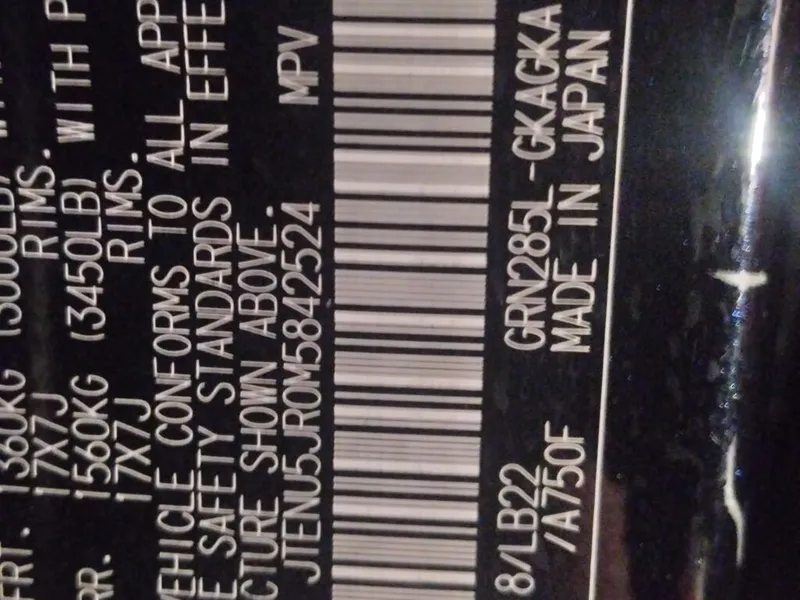 FRT. 1360KG (3000LB)
17X7J RIMS.
RR. 1560KG (3450LB) WITH P
17X7J RIMS.
VEHICLE CONFORMS TO ALL APP
E SAFETY STANDARDS IN EFFE
CTURE SHOWN ABOVE.
JTENU5JR0M5842524 MPV
8/LB22 GRN285L-GKAGKA
/A750F MADE IN JAPAN